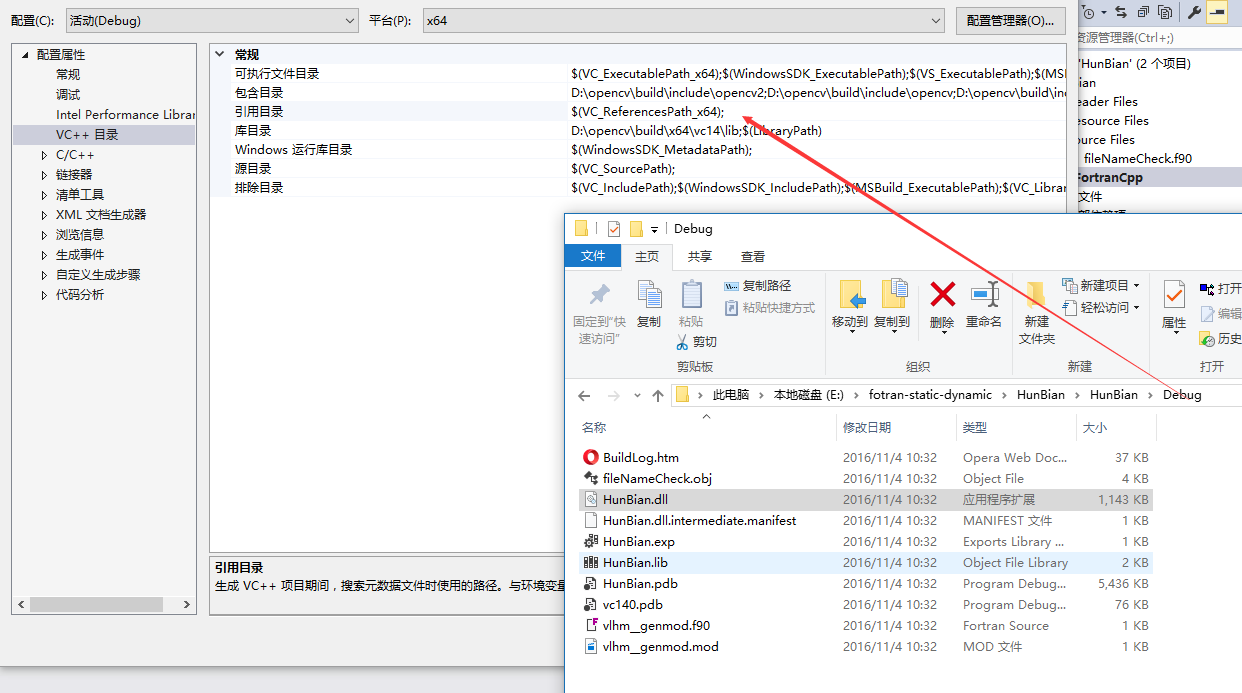 配置(C): 活动(Debug) 平台(P): x64 配置管理器(O)...
配置属性
常规
调试
Intel Performance Librar
VC++ 目录
C/C++
链接器
清单工具
XML 文档生成器
浏览信息
生成事件
自定义生成步骤
代码分析
常规
可执行文件目录 $(VC_ExecutablePath_x64);$(WindowsSDK_ExecutablePath);$(VS_ExecutablePath);$(MSI
包含目录 D:\opencv\build\include\opencv2;D:\opencv\build\include\opencv;D:\opencv\build\inc
引用目录 $(VC_ReferencesPath_x64);
库目录 D:\opencv\build\x64\vc14\lib;$(LibraryPath)
Windows 运行库目录 $(WindowsSDK_MetadataPath);
源目录 $(VC_SourcePath);
排除目录 $(VC_IncludePath);$(WindowsSDK_IncludePath);$(MSBuild_ExecutablePath);$(VC_Librar
引用目录
生成 VC++ 项目期间，搜索元数据文件时使用的路径。与环境变量
资源管理器(Ctrl+;)
'HunBian' (2 个项目)
ian
eader Files
esource Files
ource Files
fileNameCheck.f90
FortranCpp
文件
Debug
文件 主页 共享 查看
固定到“快
速访问”
复制
粘贴
复制路径
粘贴快捷方式
剪切
剪贴板
移动到 复制到 删除 重命名
组织
新建
文件夹
新建项目
轻松访问
新建
属性
打开
编辑
历史
打开
此电脑 本地磁盘 (E:) fotran-static-dynamic HunBian HunBian Debug
名称 修改日期 类型 大小
BuildLog.htm 2016/11/4 10:32 Opera Web Doc... 37 KB
fileNameCheck.obj 2016/11/4 10:32 Object File 4 KB
HunBian.dll 2016/11/4 10:32 应用程序扩展 1,143 KB
HunBian.dll.intermediate.manifest 2016/11/4 10:32 MANIFEST 文件 1 KB
HunBian.exp 2016/11/4 10:32 Exports Library ... 1 KB
HunBian.lib 2016/11/4 10:32 Object File Library 2 KB
HunBian.pdb 2016/11/4 10:32 Program Debug... 5,436 KB
vc140.pdb 2016/11/4 10:32 Program Debug... 76 KB
vlhm__genmod.f90 2016/11/4 10:32 Fortran Source 1 KB
vlhm__genmod.mod 2016/11/4 10:32 MOD 文件 1 KB